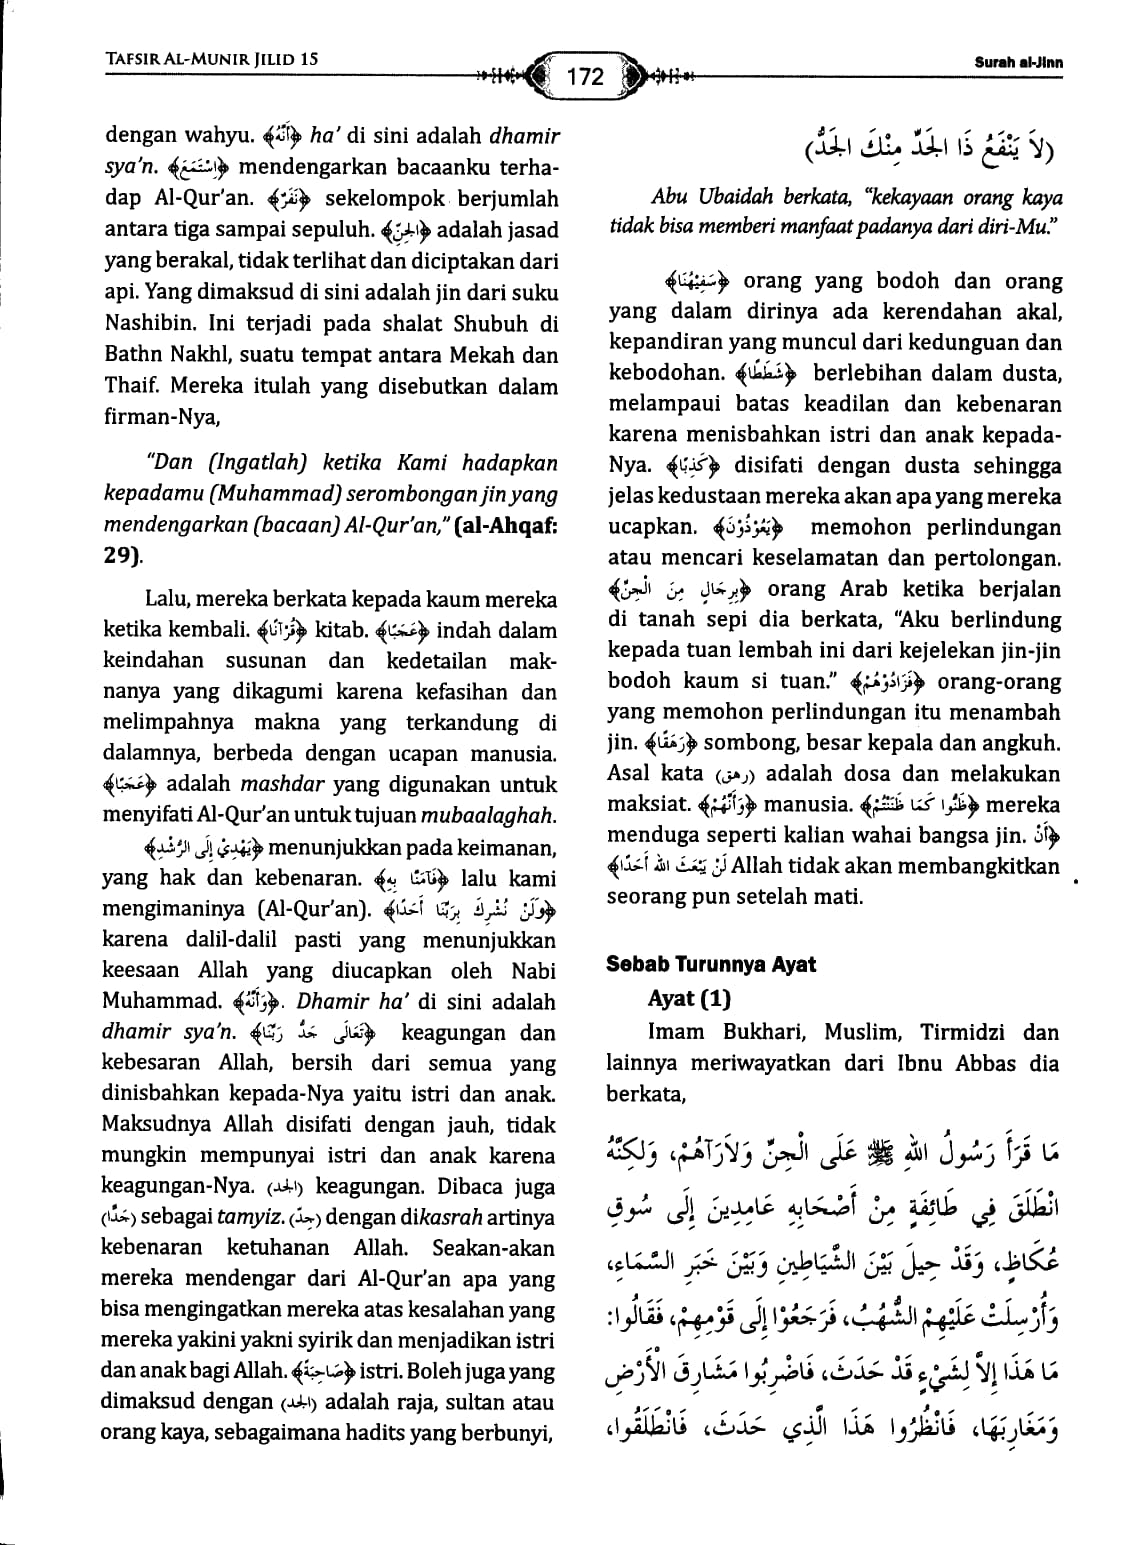 TAFSIR AL-MUNIR JILID 15
172
Surah al-Jinn
dengan wahyu. ﴿أَنَّهُ﴾ ha’ di sini adalah dhamir
sya’n. ﴿اِسْتَمَعَ﴾ mendengarkan bacaanku terha-
dap Al-Qur’an. ﴿نَفَرٌ﴾ sekelompok berjumlah
antara tiga sampai sepuluh. ﴿الْجِنِّ﴾ adalah jasad
yang berakal, tidak terlihat dan diciptakan dari
api. Yang dimaksud di sini adalah jin dari suku
Nashibin. Ini terjadi pada shalat Shubuh di
Bathn Nakhl, suatu tempat antara Mekah dan
Thaif. Mereka itulah yang disebutkan dalam
firman-Nya,
“Dan (Ingatlah) ketika Kami hadapkan
kepadamu (Muhammad) serombongan jin yang
mendengarkan (bacaan) Al-Qur’an,” (al-Ahqaf:
29).
Lalu, mereka berkata kepada kaum mereka
ketika kembali. ﴿قُرْآنًا﴾ kitab. ﴿عَجَبًا﴾ indah dalam
keindahan susunan dan kedetailan mak-
nanya yang dikagumi karena kefasihan dan
melimpahnya makna yang terkandung di
dalamnya, berbeda dengan ucapan manusia.
﴿عَجَبًا﴾ adalah mashdar yang digunakan untuk
menyifati Al-Qur’an untuk tujuan mubaalaghah.
﴿يَهْدِيْ إِلَى الرُّشْدِ﴾ menunjukkan pada keimanan,
yang hak dan kebenaran. ﴿فَآمَنَّا بِهِ﴾ lalu kami
mengimaninya (Al-Qur’an). ﴿وَلَنْ نُشْرِكَ بِرَبِّنَا أَحَدًا﴾
karena dalil-dalil pasti yang menunjukkan
keesaan Allah yang diucapkan oleh Nabi
Muhammad. ﴿وَأَنَّهُ﴾. Dhamir ha’ di sini adalah
dhamir sya’n. ﴿تَعَالَى جَدُّ رَبِّنَا﴾ keagungan dan
kebesaran Allah, bersih dari semua yang
dinisbahkan kepada-Nya yaitu istri dan anak.
Maksudnya Allah disifati dengan jauh, tidak
mungkin mempunyai istri dan anak karena
keagungan-Nya. (الجد) keagungan. Dibaca juga
(جَدًّا) sebagai tamyiz. (جِدّ) dengan dikasrah artinya
kebenaran ketuhanan Allah. Seakan-akan
mereka mendengar dari Al-Qur’an apa yang
bisa mengingatkan mereka atas kesalahan yang
mereka yakini yakni syirik dan menjadikan istri
dan anak bagi Allah. ﴿صَاحِبَةً﴾ istri. Boleh juga yang
dimaksud dengan (الجد) adalah raja, sultan atau
orang kaya, sebagaimana hadits yang berbunyi,
(لاَ يَنْفَعُ ذَا الجَدِّ مِنْكَ الجَدُّ)
Abu Ubaidah berkata, “kekayaan orang kaya
tidak bisa memberi manfaat padanya dari diri-Mu.”
﴿سَفِيْهُنَا﴾ orang yang bodoh dan orang
yang dalam dirinya ada kerendahan akal,
kepandiran yang muncul dari kedunguan dan
kebodohan. ﴿شَطَطًا﴾ berlebihan dalam dusta,
melampaui batas keadilan dan kebenaran
karena menisbahkan istri dan anak kepada-
Nya. ﴿كَذِبًا﴾ disifati dengan dusta sehingga
jelas kedustaan mereka akan apa yang mereka
ucapkan. ﴿يَعُوْذُوْنَ﴾ memohon perlindungan
atau mencari keselamatan dan pertolongan.
﴿بِرِجَالٍ مِنَ الْجِنِّ﴾ orang Arab ketika berjalan
di tanah sepi dia berkata, “Aku berlindung
kepada tuan lembah ini dari kejelekan jin-jin
bodoh kaum si tuan.” ﴿فَزَادُوْهُمْ﴾ orang-orang
yang memohon perlindungan itu menambah
jin. ﴿رَهَقًا﴾ sombong, besar kepala dan angkuh.
Asal kata (رهق) adalah dosa dan melakukan
maksiat. ﴿وَأَنَّهُمْ﴾ manusia. ﴿ظَنُّوا كَمَا ظَنَنْتُمْ﴾ mereka
menduga seperti kalian wahai bangsa jin. ﴿أَنْ
لَنْ يَبْعَثَ الله أَحَدًا﴾ Allah tidak akan membangkitkan
seorang pun setelah mati.
Sebab Turunnya Ayat
Ayat (1)
Imam Bukhari, Muslim, Tirmidzi dan
lainnya meriwayatkan dari Ibnu Abbas dia
berkata,
مَا قَرَأَ رَسُولُ اللهِ ﷺ عَلَى الْجِنِّ وَلاَرَآهُمْ، وَلَكِنَّهُ
انْطَلَقَ فِي طَائِفَةٍ مِنْ أَصْحَابِهِ عَامِدِينَ إِلَى سُوقِ
عُكَاظٍ، وَقَدْ حِيلَ بَيْنَ الشَّيَاطِينِ وَبَيْنَ خَبَرِ السَّمَاءِ،
وَأُرْسِلَتْ عَلَيْهِمْ الشُّهُبُ، فَرَجَعُوْا إِلَى قَوْمِهِمْ، فَقَالُوا:
مَا هَذَا إِلاَّ لِشَيْءٍ قَدْ حَدَثَ، فَاضْرِبُوا مَشَارِقَ الْأَرْضِ
وَمَغَارِبَهَا، فَانْظُرُوا هَذَا الَّذِي حَدَثَ، فَانْطَلَقُوا،